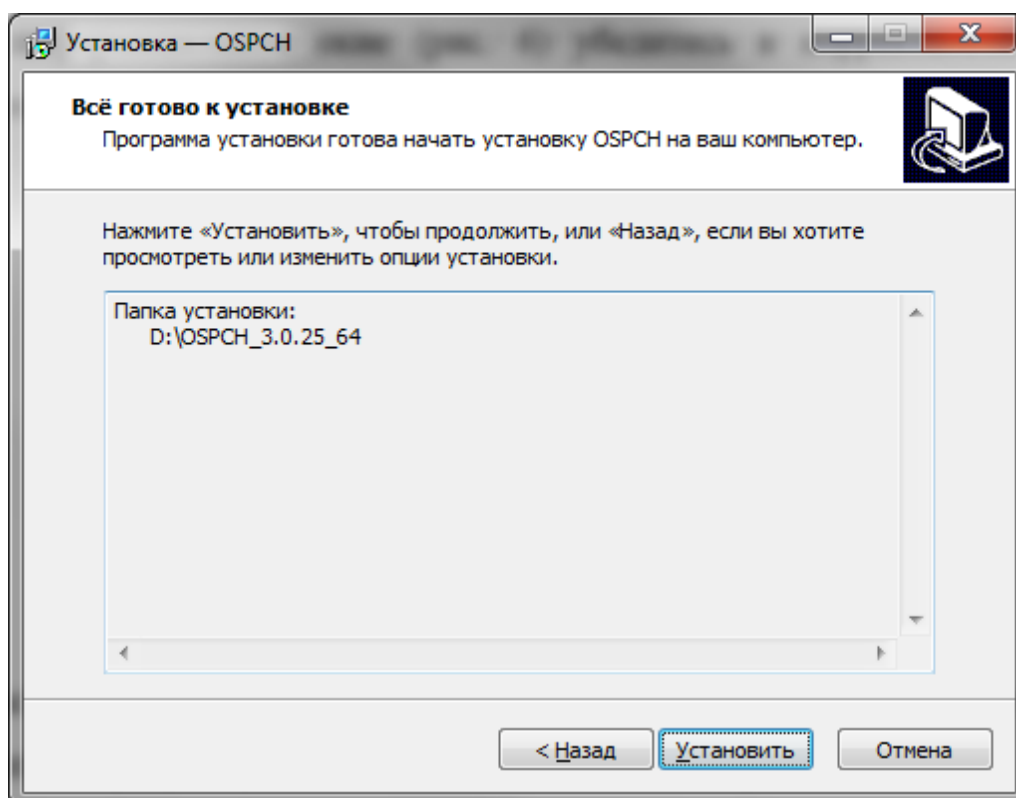 Установка — OSPCH
Всё готово к установке
Программа установки готова начать установку OSPCH на ваш компьютер.
Нажмите «Установить», чтобы продолжить, или «Назад», если вы хотите
просмотреть или изменить опции установки.
Папка установки:
D:\OSPCH_3.0.25_64
< Назад
Установить
Отмена